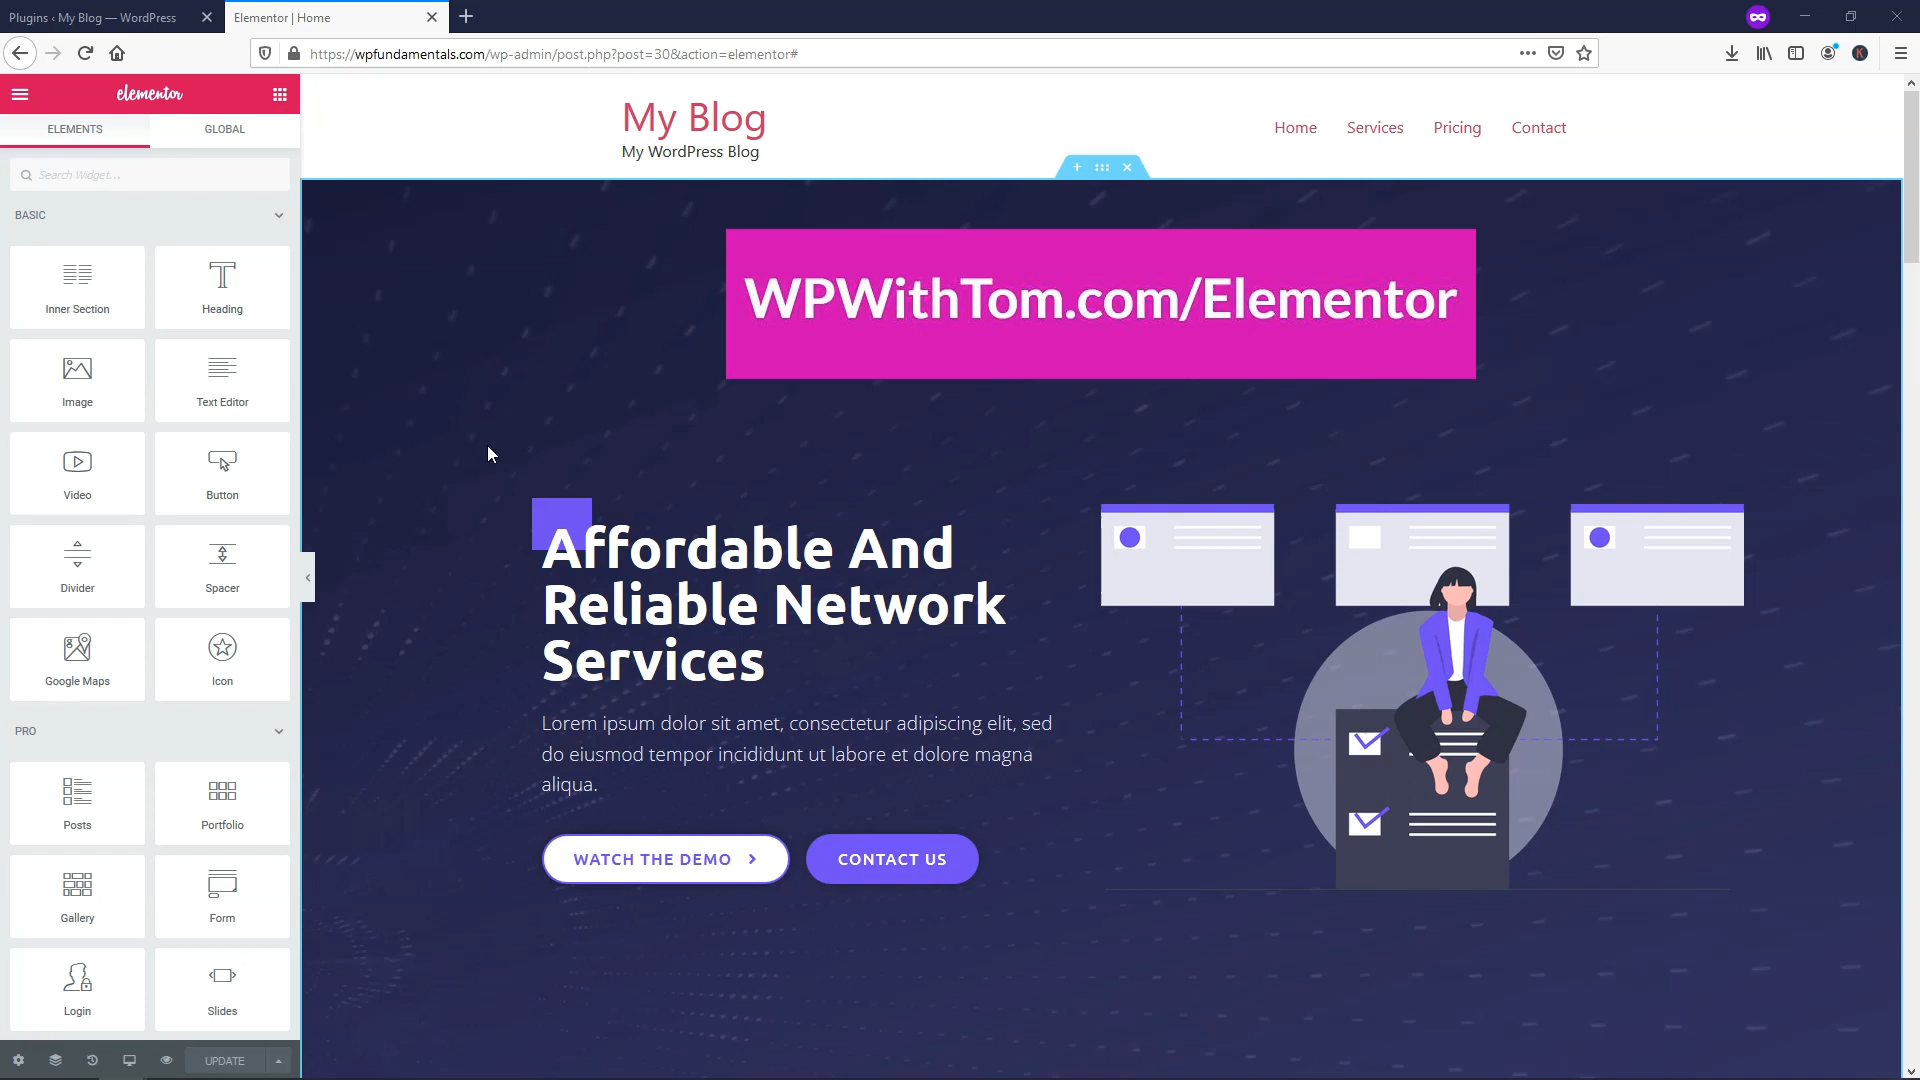 Plugins ‹ My Blog — WordPress
Elementor | Home
https://wpfundamentals.com/wp-admin/post.php?post=30&action=elementor#
K
elementor
ELEMENTS
GLOBAL
Search Widget...
BASIC
Inner Section
Heading
Image
Text Editor
Video
Button
Divider
Spacer
Google Maps
Icon
PRO
Posts
Portfolio
Gallery
Form
Login
Slides
UPDATE
My Blog
My WordPress Blog
Home
Services
Pricing
Contact
WPWithTom.com/Elementor
Affordable And
Reliable Network
Services
Lorem ipsum dolor sit amet, consectetur adipiscing elit, sed
do eiusmod tempor incididunt ut labore et dolore magna
aliqua.
WATCH THE DEMO
CONTACT US